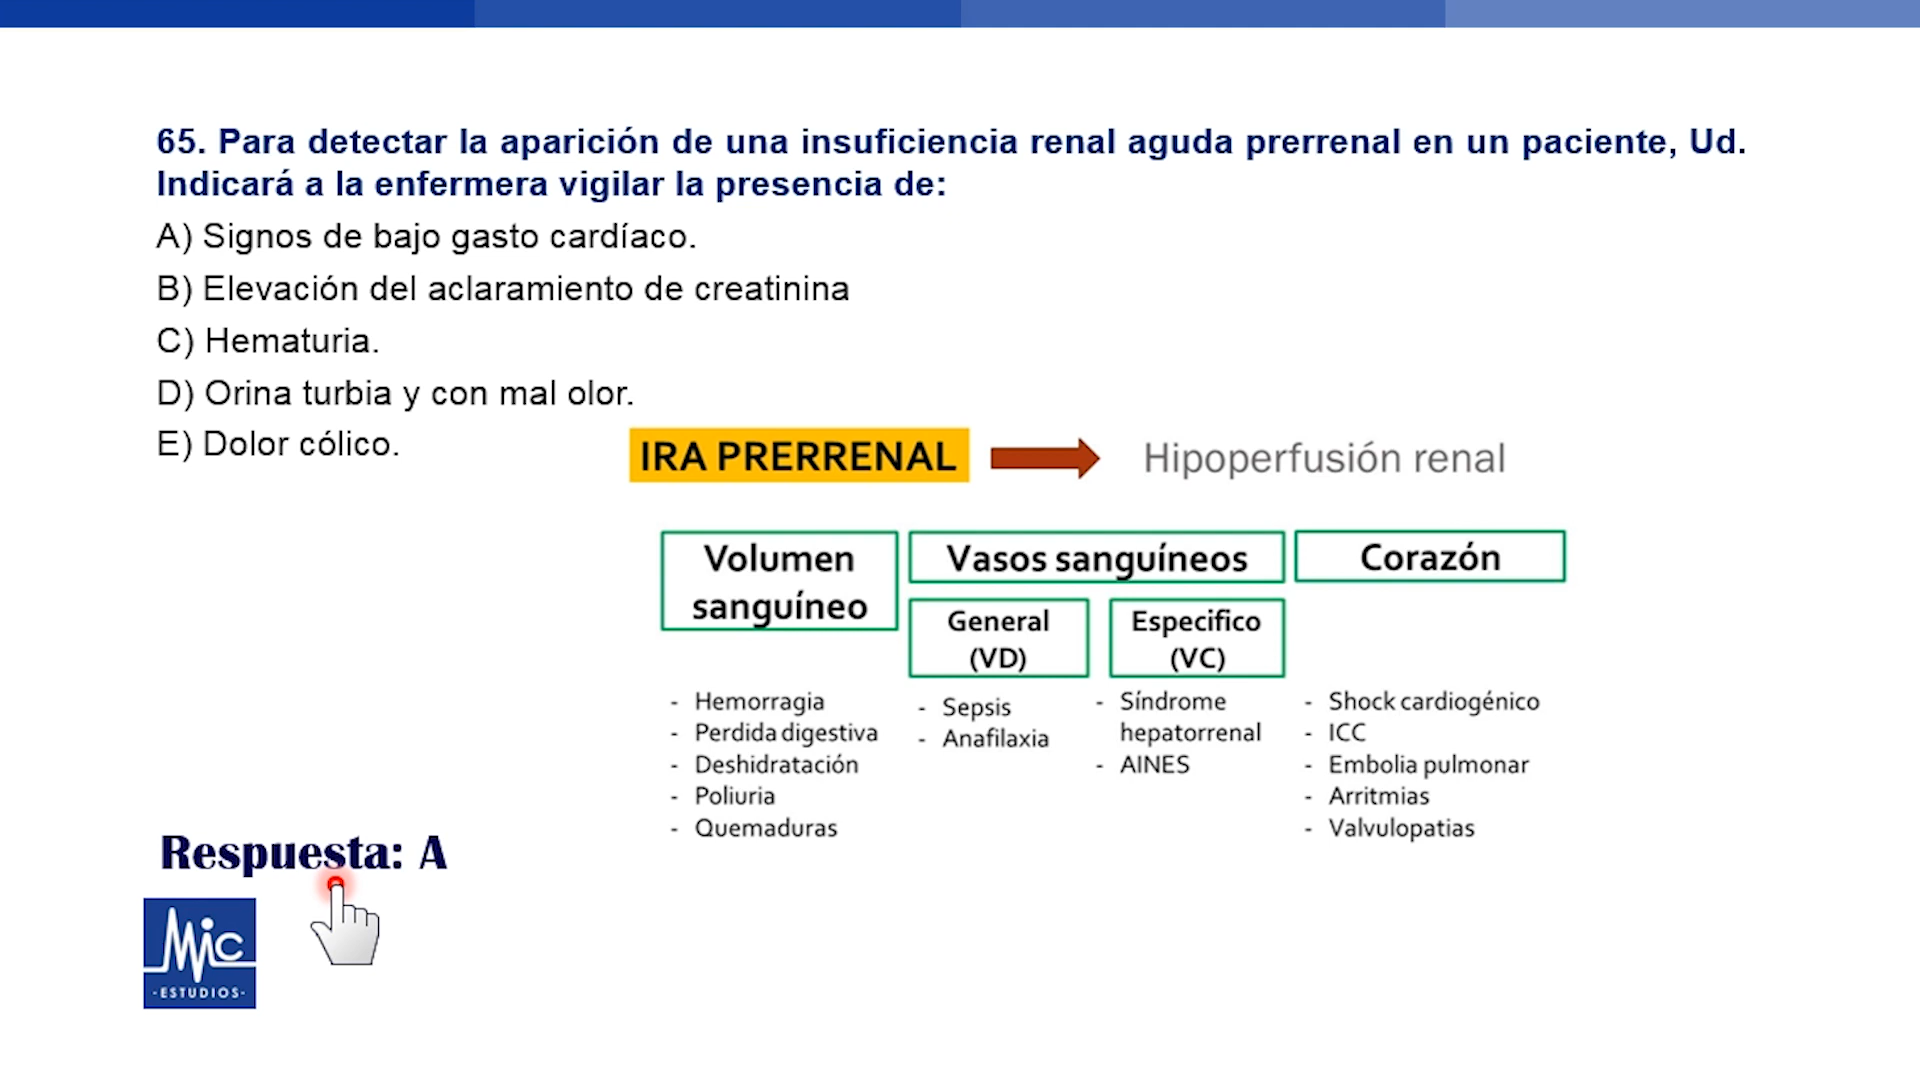 65. Para detectar la aparición de una insuficiencia renal aguda prerrenal en un paciente, Ud.
Indicará a la enfermera vigilar la presencia de:
A) Signos de bajo gasto cardíaco.
B) Elevación del aclaramiento de creatinina
C) Hematuria.
D) Orina turbia y con mal olor.
E) Dolor cólico.
IRA PRERRENAL
Hipoperfusión renal
Volumen
sanguíneo
Vasos sanguíneos
General
(VD)
Especifico
(VC)
Corazón
- Hemorragia
- Perdida digestiva
- Deshidratación
- Poliuria
- Quemaduras
- Sepsis
- Anafilaxia
- Síndrome
hepatorrenal
- AINES
- Shock cardiogénico
- ICC
- Embolia pulmonar
- Arritmias
- Valvulopatias
Respuesta: A
Mic
·ESTUDIOS·